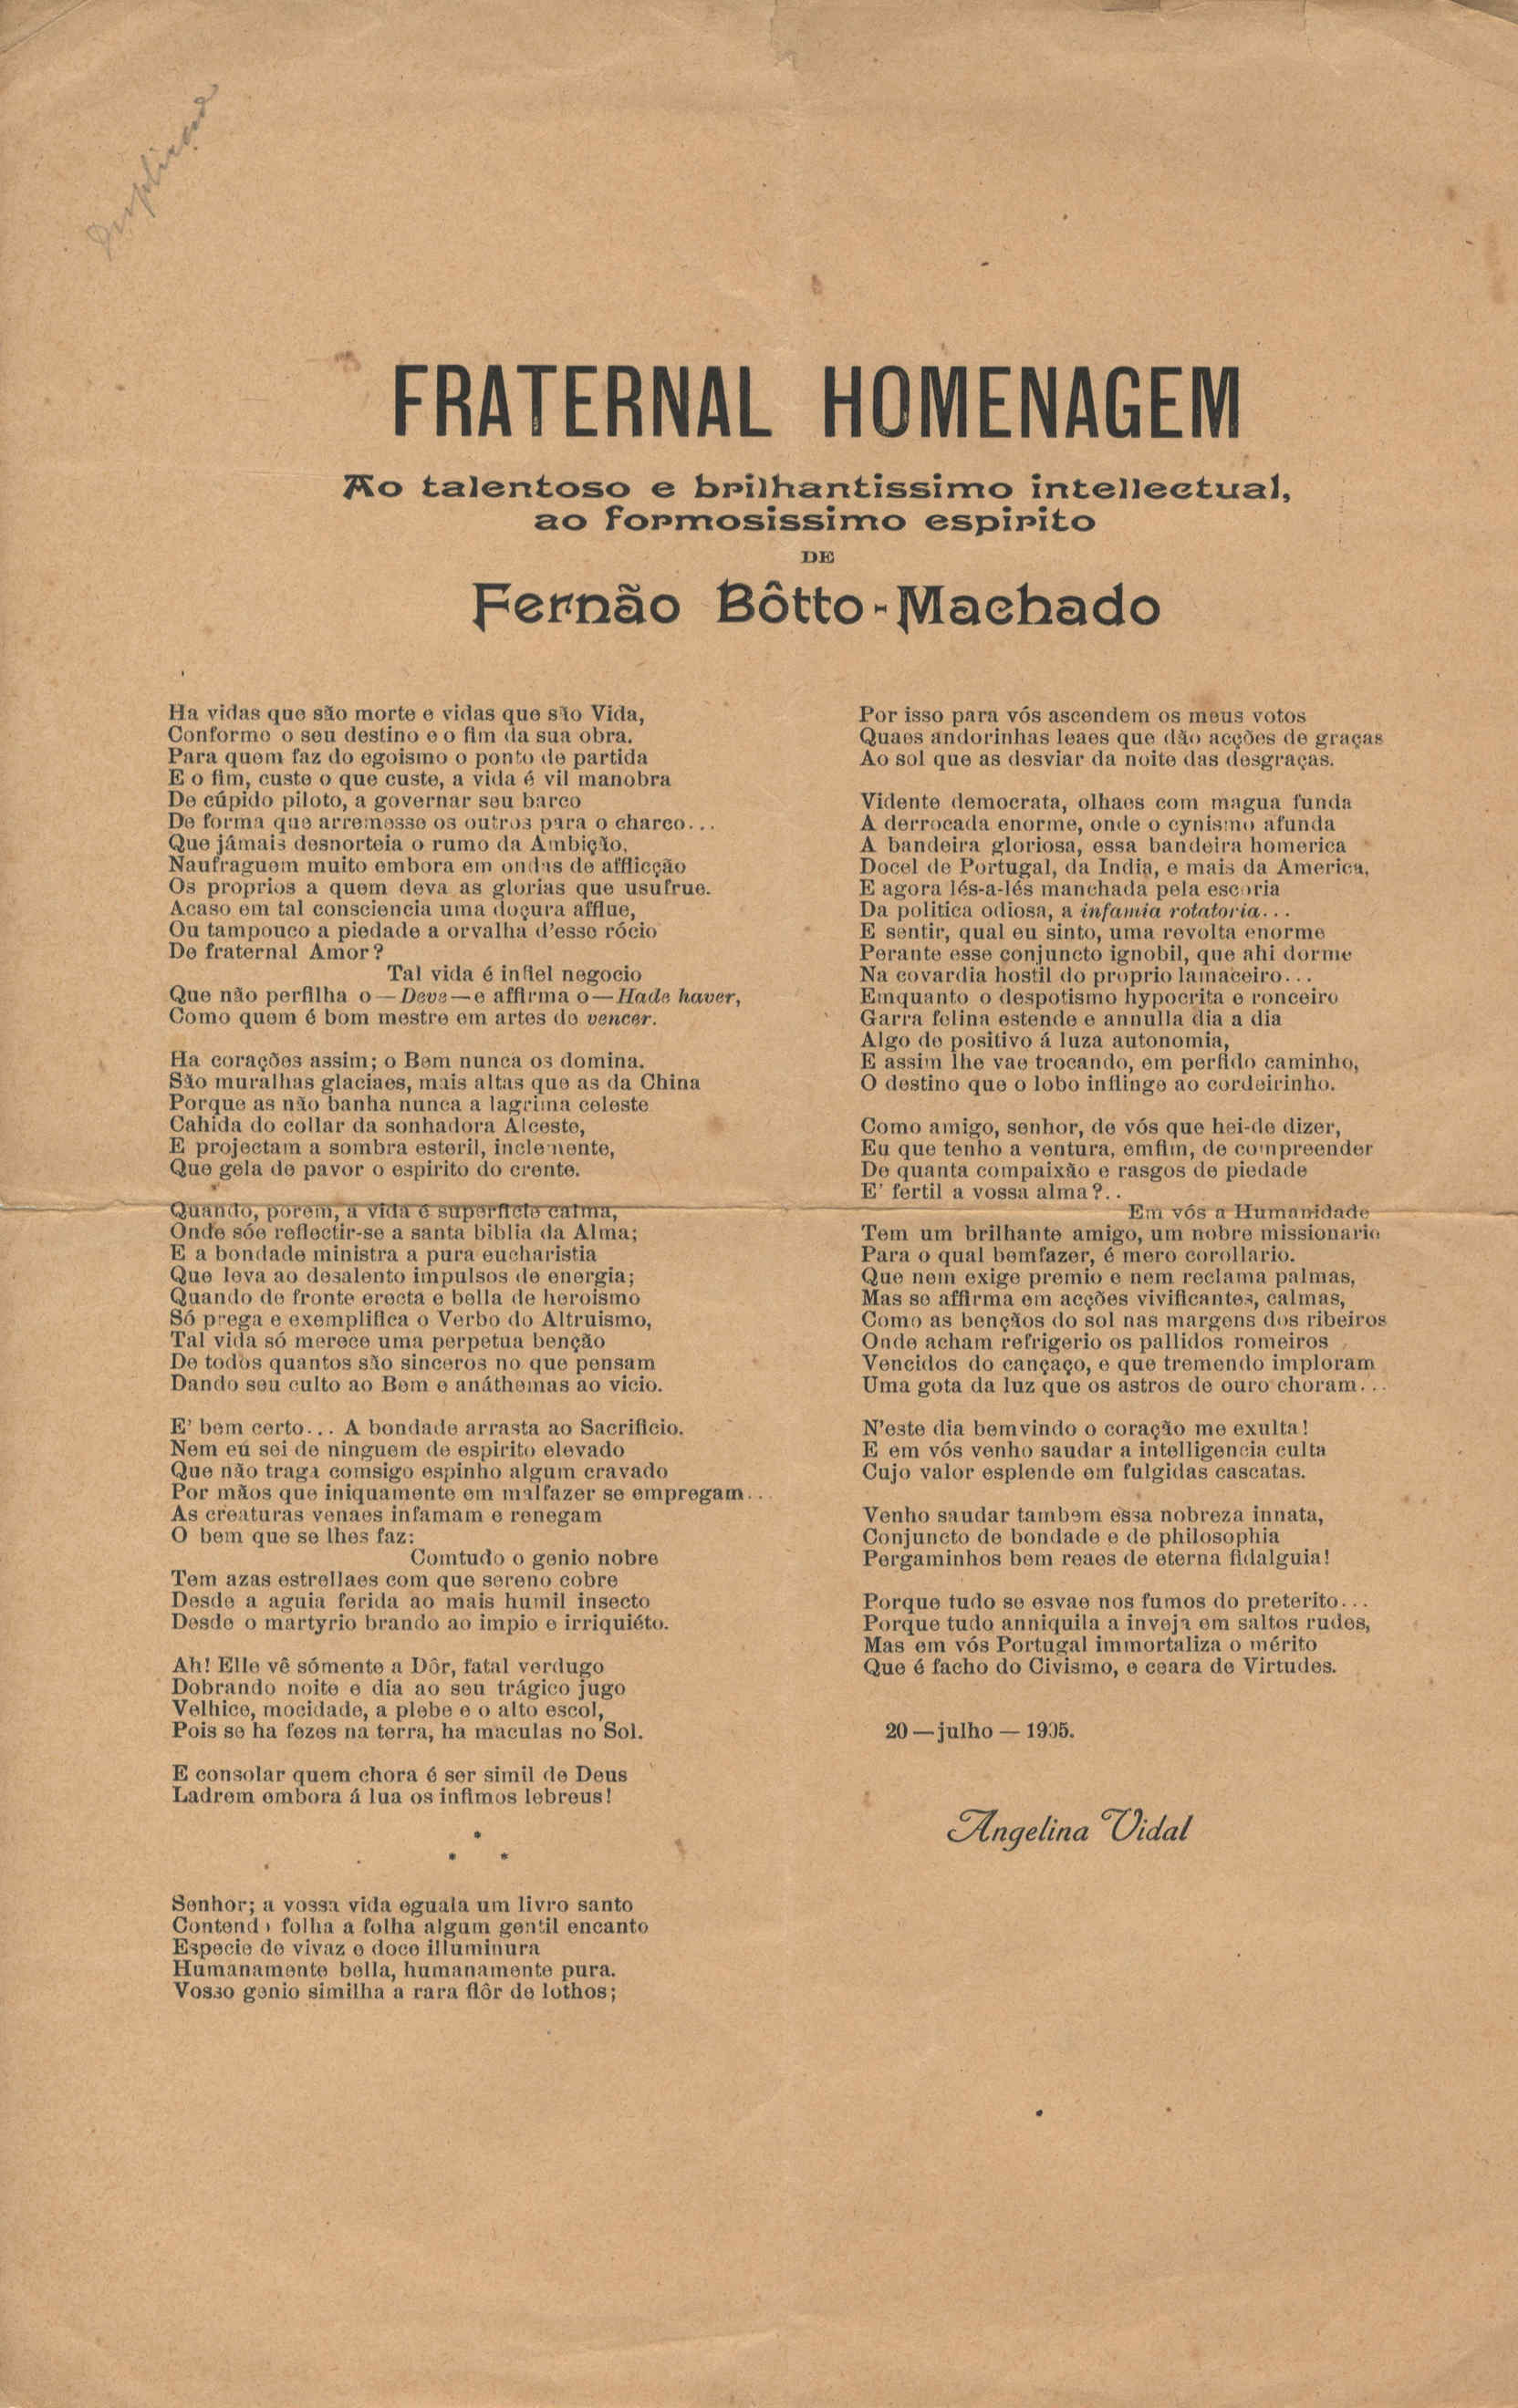 FRATERNAL HOMENAGEM
Ao talentoso e brilhantissimo intellectual,
ao formosissimo espirito
DE
Fernão Bôtto-Machado
Ha vidas que são morte e vidas que são Vida,
Conforme o seu destino e o fim da sua obra.
Para quem faz do egoismo o ponto de partida
E o fim, custe o que custe, a vida é vil manobra
De cúpido piloto, a governar seu barco
De forma que arremesse os outros para o charco...
Que jámais desnorteia o rumo da Ambição,
Naufraguem muito embora em ondas de afflicção
Os proprios a quem deva as glorias que usufrue.
Acaso em tal consciencia uma doçura afflue,
Ou tampouco a piedade a orvalha d'esse rócio
De fraternal Amor?
Tal vida é infiel negocio
Que não perfilha o—Deve—e affirma o—Hade haver,
Como quem é bom mestre em artes de vencer.
Ha corações assim; o Bem nunca os domina.
São muralhas glaciaes, mais altas que as da China
Porque as não banha nunca a lagrima celeste
Cahida do collar da sonhadora Alceste,
E projectam a sombra esteril, inclemente,
Que gela de pavor o espirito do crente.
Quando, porem, a vida é superficie calma,
Onde sóe reflectir-se a santa biblia da Alma;
E a bondade ministra a pura eucharistia
Que leva ao desalento impulsos de energia;
Quando de fronte erecta e bella de heroismo
Só prega e exemplifica o Verbo do Altruismo,
Tal vida só merece uma perpetua benção
De todos quantos são sinceros no que pensam
Dando seu culto ao Bem e anáthemas ao vicio.
E' bem certo... A bondade arrasta ao Sacrificio.
Nem eu sei de ninguem de espirito elevado
Que não traga comsigo espinho algum cravado
Por mãos que iniquamente em malfazer se empregam...
As creaturas venaes infamam e renegam
O bem que se lhes faz:
Comtudo o genio nobre
Tem azas estrellaes com que sereno cobre
Desde a aguia ferida ao mais humil insecto
Desde o martyrio brando ao impio e irriquiéto.
Ah! Elle vê sómente a Dôr, fatal verdugo
Dobrando noite e dia ao seu trágico jugo
Velhice, mocidade, a plebe e o alto escol,
Pois se ha fezes na terra, ha maculas no Sol.
E consolar quem chora é ser simil de Deus
Ladrem embora á lua os infimos lebreus!
*
* *
Senhor; a vossa vida eguala um livro santo
Contendo folha a folha algum gentil encanto
Especie de vivaz e doce illuminura
Humanamente bella, humanamente pura.
Vosso genio similha a rara flôr de lothos;
Por isso para vós ascendem os meus votos
Quaes andorinhas leaes que dão acções de graças
Ao sol que as desviar da noite das desgraças.
Vidente democrata, olhaes com magua funda
A derrocada enorme, onde o cynismo afunda
A bandeira gloriosa, essa bandeira homerica
Docel de Portugal, da India, e mais da America,
E agora lés-a-lés manchada pela escoria
Da politica odiosa, a infamia rotatoria...
E sentir, qual eu sinto, uma revolta enorme
Perante esse conjuncto ignobil, que ahi dorme
Na covardia hostil do proprio lamaceiro...
Emquanto o despotismo hypocrita e ronceiro
Garra felina estende e annulla dia a dia
Algo de positivo á luza autonomia,
E assim lhe vae trocando, em perfido caminho,
O destino que o lobo inflinge ao cordeirinho.
Como amigo, senhor, de vós que hei-de dizer,
Eu que tenho a ventura, emfim, de compreender
De quanta compaixão e rasgos de piedade
E' fertil a vossa alma?..
Em vós a Humanidade
Tem um brilhante amigo, um nobre missionario
Para o qual bemfazer, é mero corollario.
Que nem exige premio e nem reclama palmas,
Mas se affirma em acções vivificantes, calmas,
Como as bençãos do sol nas margens dos ribeiros
Onde acham refrigerio os pallidos romeiros
Vencidos do cançaço, e que tremendo imploram
Uma gota da luz que os astros de ouro choram...
N'este dia bemvindo o coração me exulta!
E em vós venho saudar a intelligencia culta
Cujo valor esplende em fulgidas cascatas.
Venho saudar tambem essa nobreza innata,
Conjuncto de bondade e de philosophia
Pergaminhos bem reaes de eterna fidalguia!
Porque tudo se esvae nos fumos do preterito...
Porque tudo anniquila a inveja em saltos rudes,
Mas em vós Portugal immortaliza o mérito
Que é facho do Civismo, e ceara de Virtudes.
20—julho—1905.
Angelina Vidal